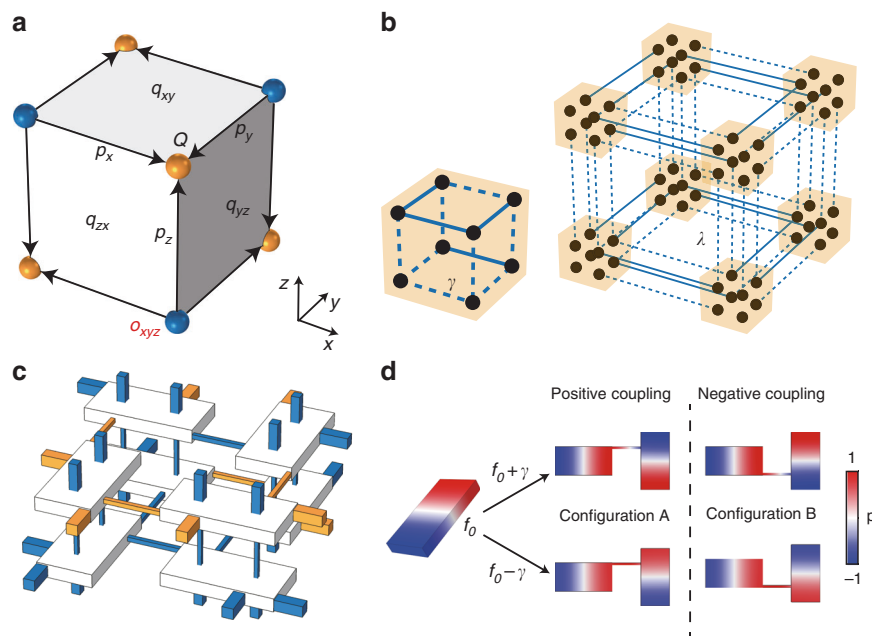 a
q_xy
Q
p_y
p_x
q_zx
p_z
q_yz
o_xyz
z
y
x
b
γ
λ
c
d
Positive coupling
Negative coupling
f_0+γ
f_0
f_0−γ
Configuration A
Configuration B
1
p
−1